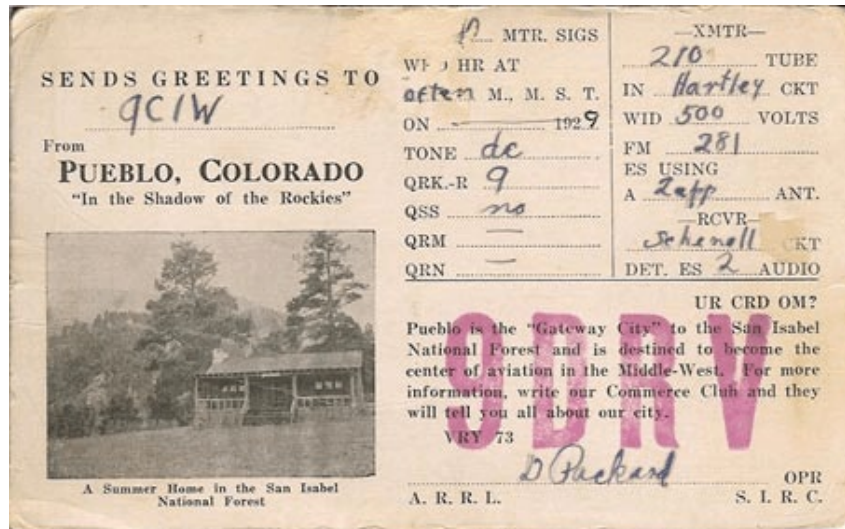 SENDS GREETINGS TO
9CIW
From
PUEBLO, COLORADO
"In the Shadow of the Rockies"
A Summer Home in the San Isabel
National Forest
MTR. SIGS
HR AT
often M., M. S. T.
ON — 1929
TONE dc
QRK.-R 9
QSS no
QRM —
QRN —
—XMTR—
210 TUBE
IN Hartley CKT
WID 500 VOLTS
FM 281
ES USING
A Zepp ANT.
—RCVR—
Schnell CKT
DET. ES 2 AUDIO
UR CRD OM?
9DRV
Pueblo is the "Gateway City" to the San Isabel
National Forest and is destined to become the
center of aviation in the Middle-West. For more
information, write our Commerce Club and they
will tell you all about our city.
VRY 73
D Packard OPR
A. R. R. L. S. I. R. C.